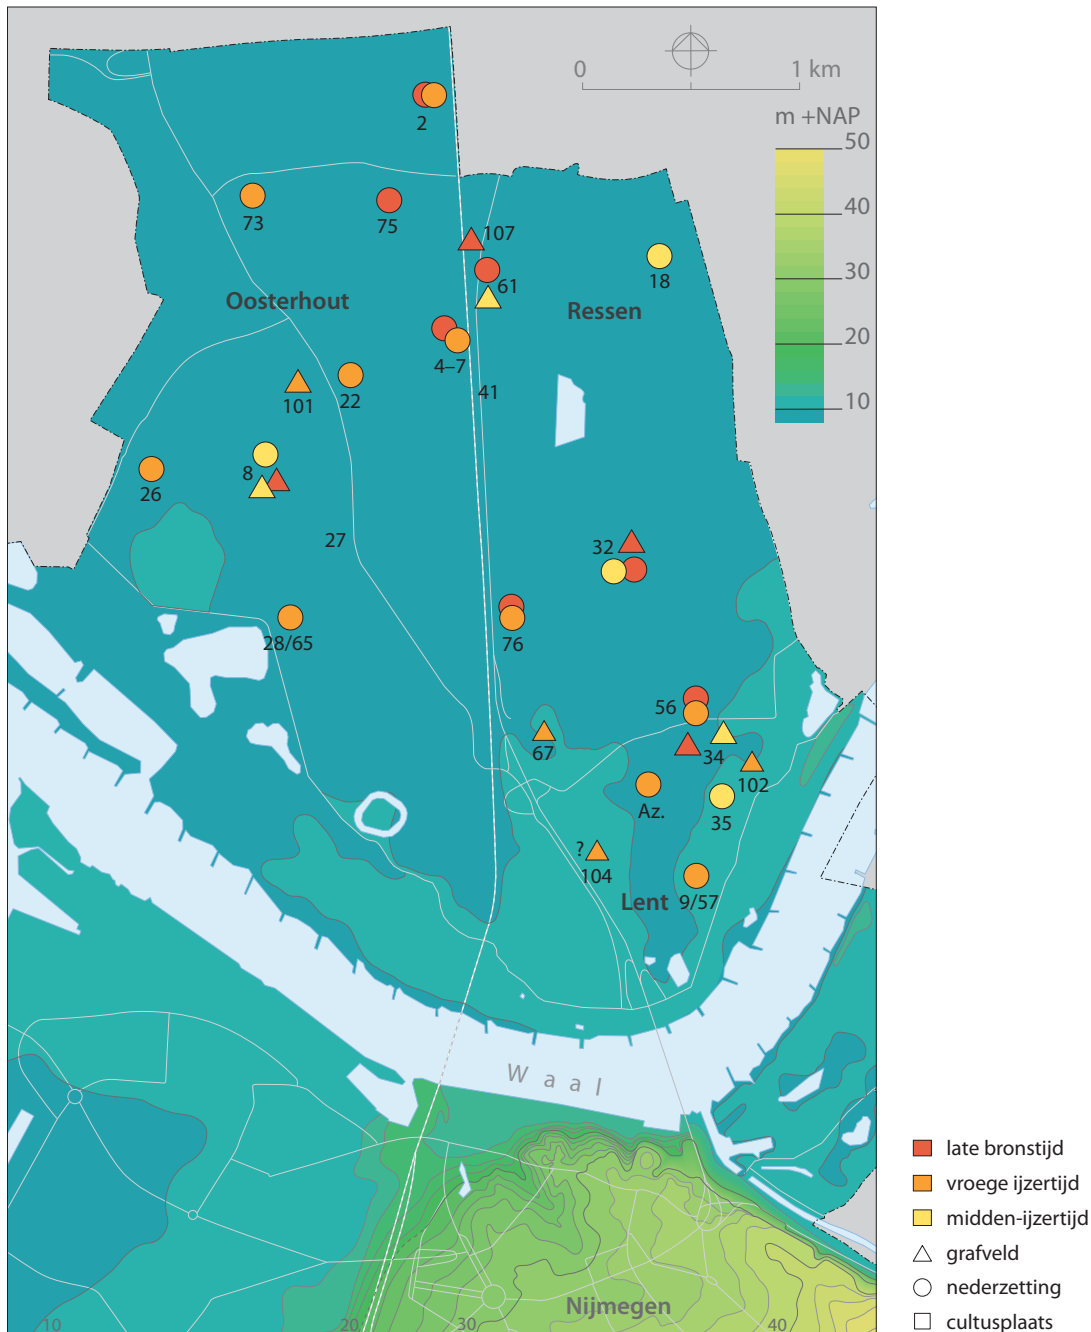 0 1 km
m +NAP
50
40
30
20
10
2
73
75
107
61
18
Oosterhout
Ressen
4–7
41
22
101
8
26
27
32
28/65
76
56
67
34
102
Az.
35
?
104
Lent
9/57
Waal
Nijmegen
10
20
30
40
late bronstijd
vroege ijzertijd
midden-ijzertijd
grafveld
nederzetting
cultusplaats